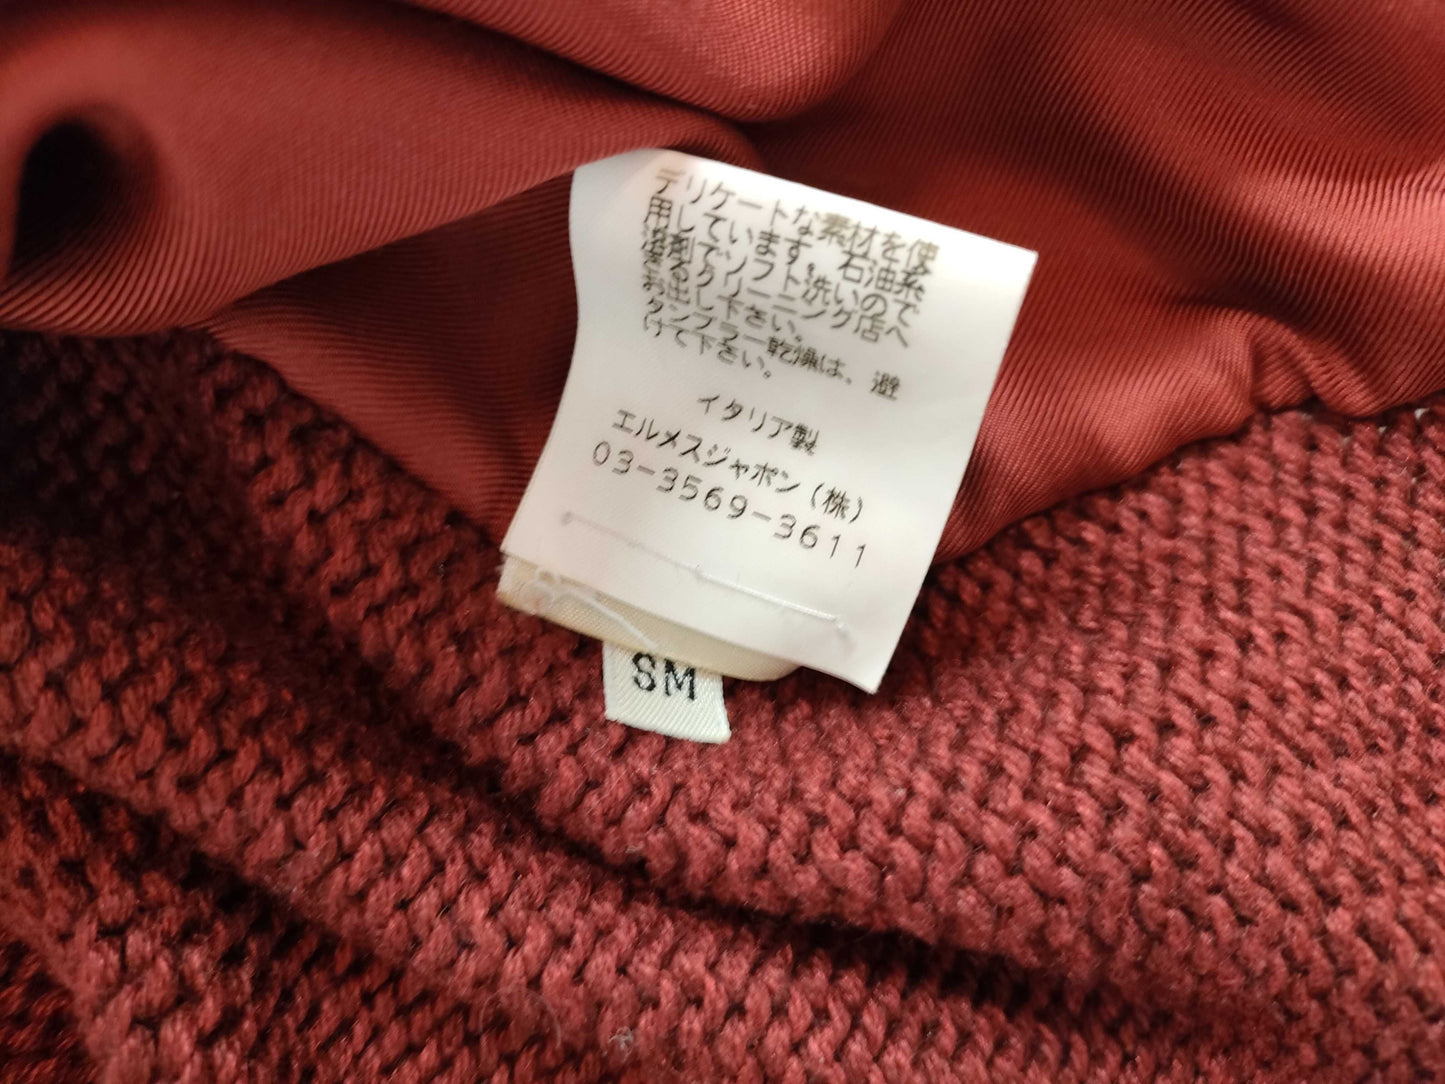 デリケートな素材を使
用しています。石油系
溶剤でソフト洗いので
きるクリーニング店へ
お出し下さい。
タンブラー乾燥は、避
けて下さい。
イタリア製
エルメスジャポン(株)
03-3569-3611
SM